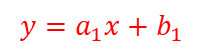 y = a₁x + b₁